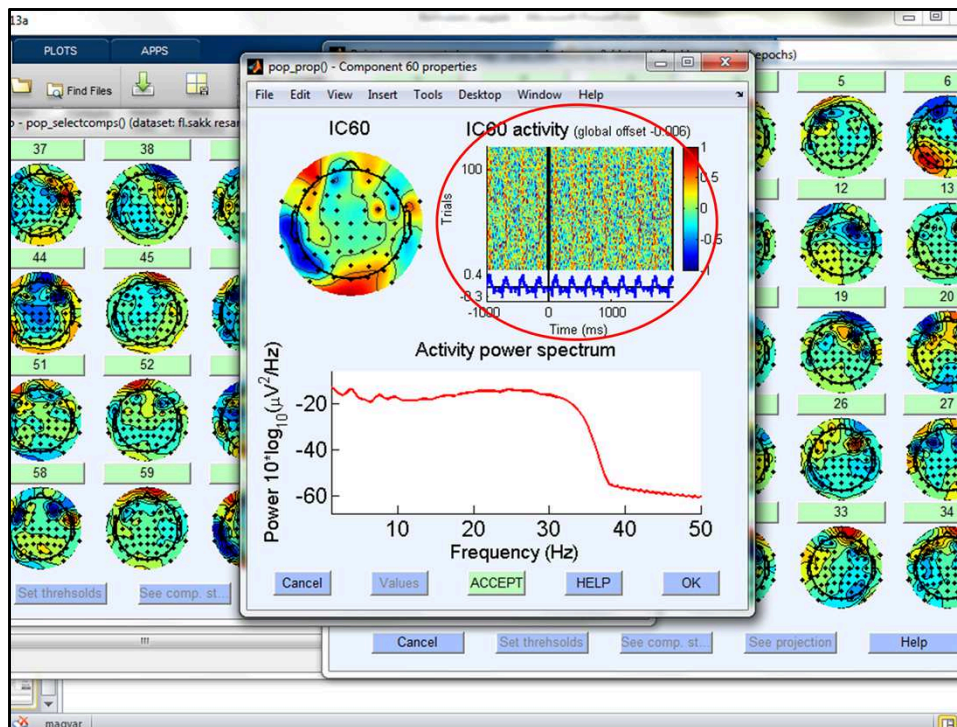 13a
PLOTS
APPS
Find Files
- pop_selectcomps() (dataset: fl.sakk resar
epochs)
37
38
44
45
51
52
58
59
Set threhsolds
See comp. st...
5
6
12
13
19
20
26
27
33
34
pop_prop() - Component 60 properties
File Edit View Insert Tools Desktop Window Help
IC60
IC60 activity (global offset -0.006)
Trials
100
1
0.5
0
-0.5
-1
0.4
-0.3
-1000 0 1000
Time (ms)
Activity power spectrum
Power 10*log10(μV2/Hz)
-20
-40
-60
10 20 30 40 50
Frequency (Hz)
Cancel Values ACCEPT HELP OK
Cancel Set threhsolds See comp. st... See projection Help
magyar